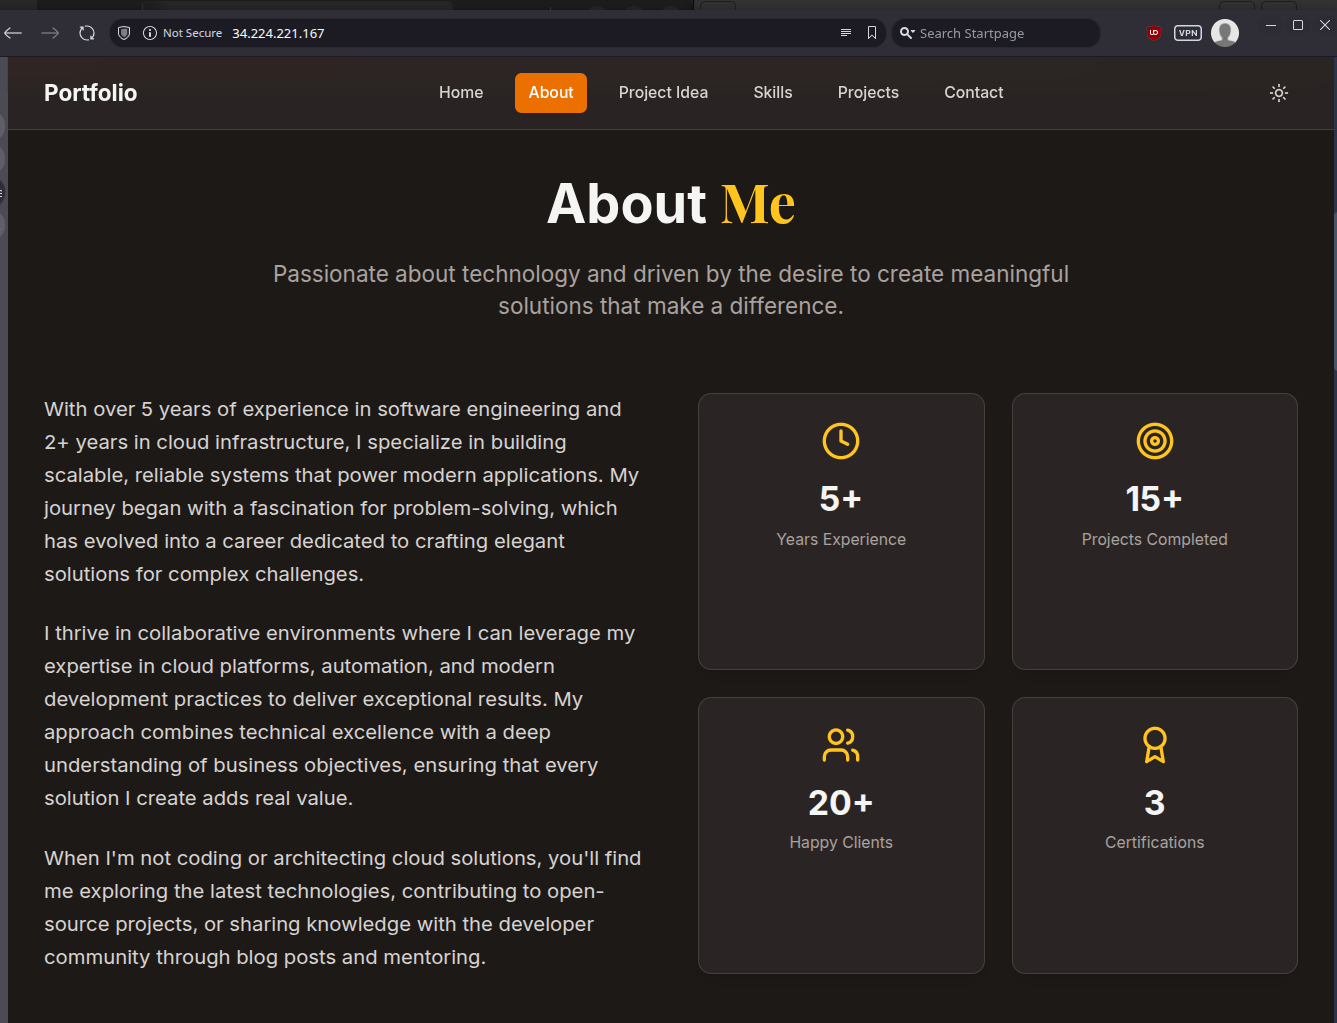 Not Secure 34.224.221.167
Search Startpage
VPN
Portfolio
Home
About
Project Idea
Skills
Projects
Contact
About Me
Passionate about technology and driven by the desire to create meaningful
solutions that make a difference.
With over 5 years of experience in software engineering and
2+ years in cloud infrastructure, I specialize in building
scalable, reliable systems that power modern applications. My
journey began with a fascination for problem-solving, which
has evolved into a career dedicated to crafting elegant
solutions for complex challenges.
I thrive in collaborative environments where I can leverage my
expertise in cloud platforms, automation, and modern
development practices to deliver exceptional results. My
approach combines technical excellence with a deep
understanding of business objectives, ensuring that every
solution I create adds real value.
When I'm not coding or architecting cloud solutions, you'll find
me exploring the latest technologies, contributing to open-
source projects, or sharing knowledge with the developer
community through blog posts and mentoring.
5+
Years Experience
15+
Projects Completed
20+
Happy Clients
3
Certifications